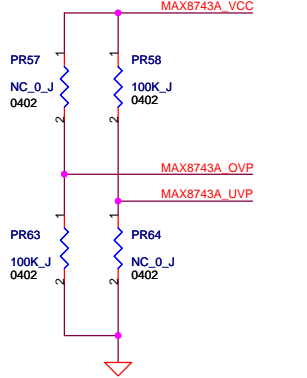 MAX8743A_VCC
1 1
PR57 PR58
NC_0_J 100K_J
0402 0402
2 2
MAX8743A_OVP
MAX8743A_UVP
1 1
PR63 PR64
100K_J NC_0_J
0402 0402
2 2